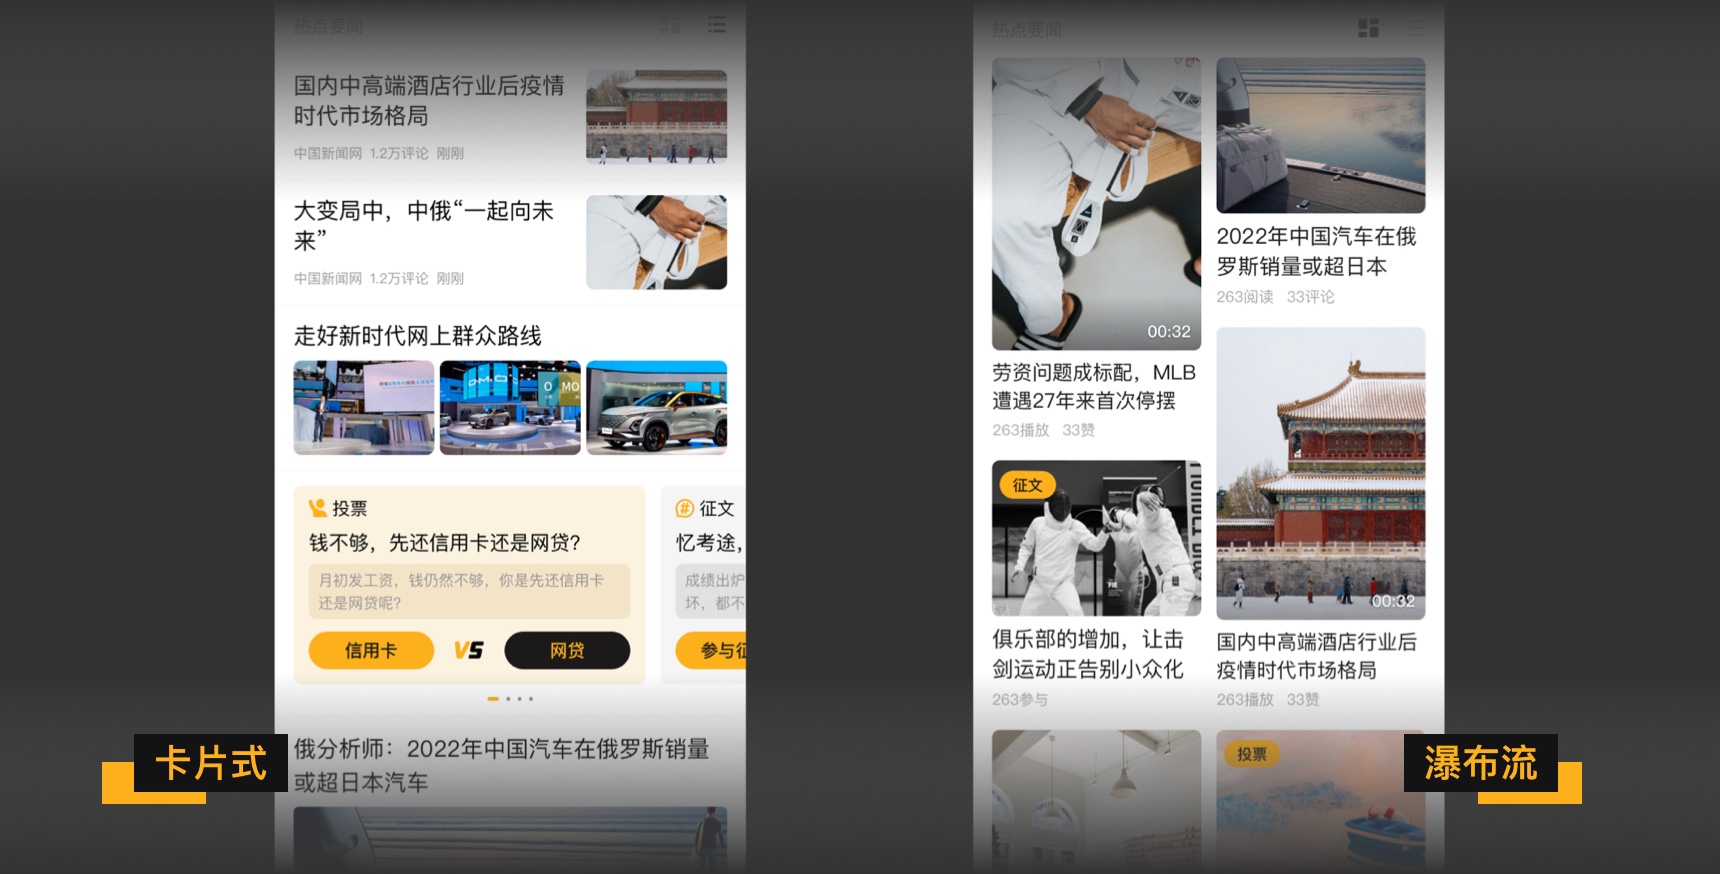 热点要闻
国内中高端酒店行业后疫情
时代市场格局
中国新闻网 1.2万评论 刚刚
大变局中，中俄“一起向未
来”
中国新闻网 1.2万评论 刚刚
走好新时代网上群众路线
O MO
投票
钱不够，先还信用卡还是网贷？
月初发工资，钱仍然不够，你是先还信用卡
还是网贷呢？
信用卡
VS
网贷
征文
忆考途，
成绩出炉
坏，都不
参与征
俄分析师：2022年中国汽车在俄罗斯销量
或超日本汽车
卡片式
热点要闻
00:32
劳资问题成标配，MLB
遭遇27年来首次停摆
263播放 33赞
征文
俱乐部的增加，让击
剑运动正告别小众化
263参与
2022年中国汽车在俄
罗斯销量或超日本
263阅读 33评论
00:32
国内中高端酒店行业后
疫情时代市场格局
263播放 33赞
投票
瀑布流